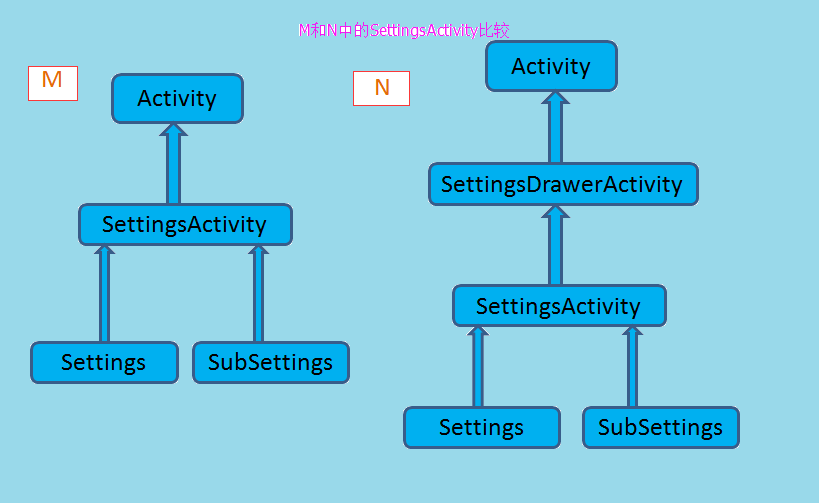 M和N中的SettingsActivity比较
M
Activity
SettingsActivity
Settings
SubSettings
N
Activity
SettingsDrawerActivity
SettingsActivity
Settings
SubSettings